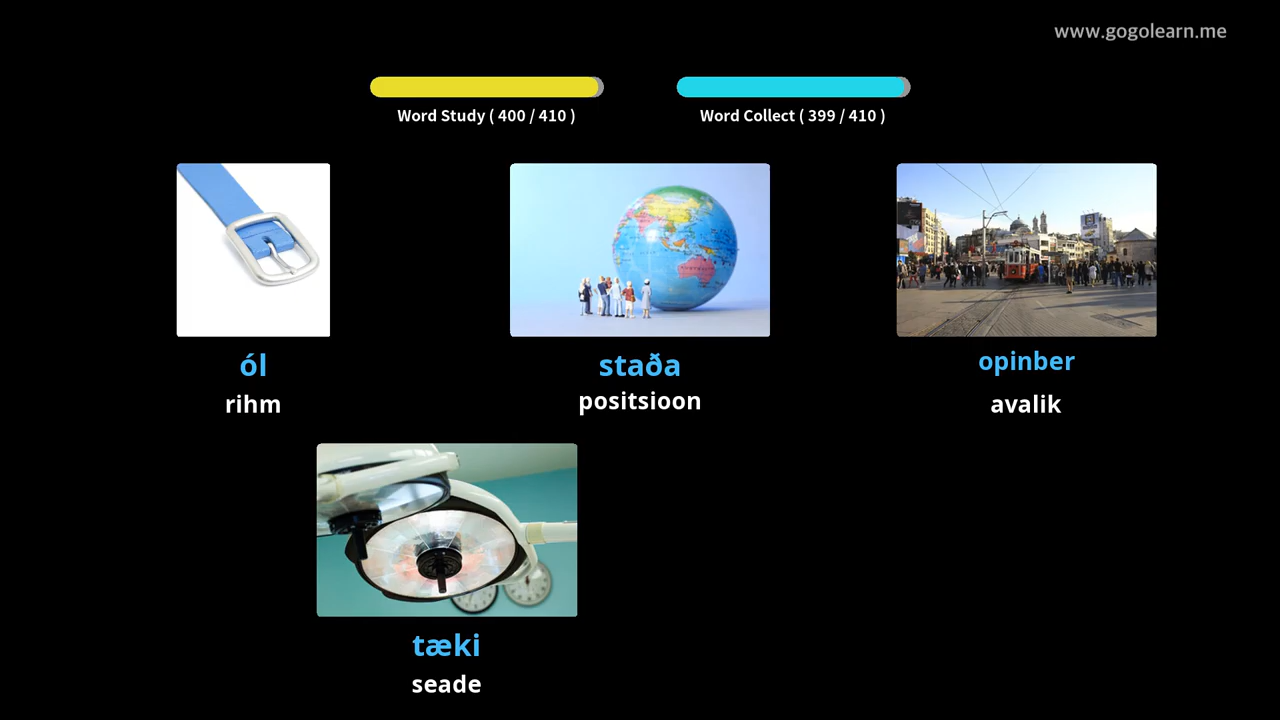 www.gogolearn.me
Word Study ( 400 / 410 )
Word Collect ( 399 / 410 )
ól
rihm
staða
positsioon
opinber
avalik
tæki
seade